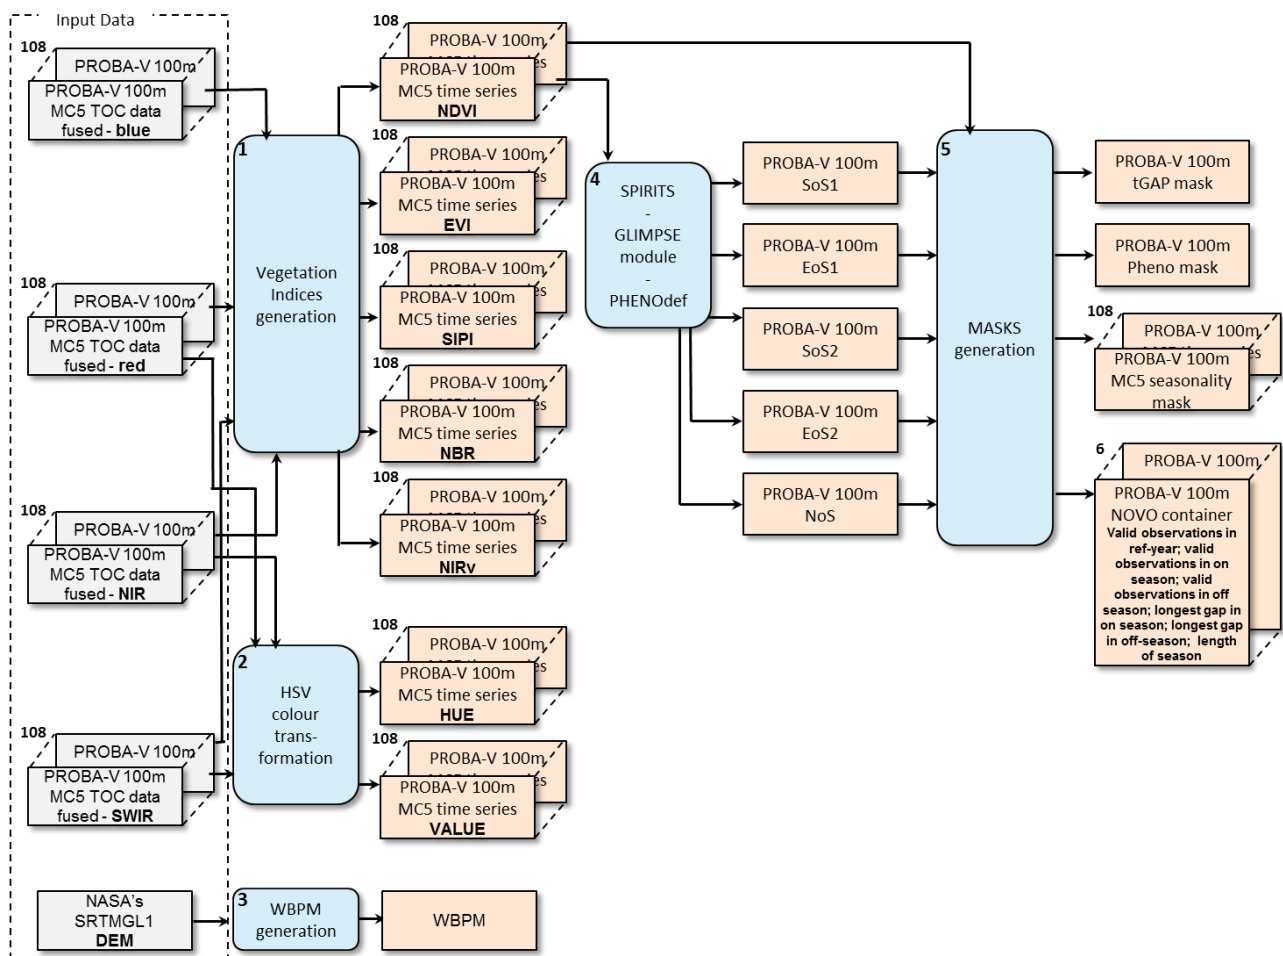 Input Data
108
PROBA-V 100m
PROBA-V 100m
MC5 TOC data
fused - blue
108
PROBA-V 100m
PROBA-V 100m
MC5 TOC data
fused - red
108
PROBA-V 100m
PROBA-V 100m
MC5 TOC data
fused - NIR
108
PROBA-V 100m
PROBA-V 100m
MC5 TOC data
fused - SWIR
NASA's
SRTMGL1
DEM
1
Vegetation
Indices
generation
2
HSV
colour
trans-
formation
3
WBPM
generation
108
PROBA-V 100m
PROBA-V 100m
MC5 time series
NDVI
108
PROBA-V 100m
PROBA-V 100m
MC5 time series
EVI
108
PROBA-V 100m
PROBA-V 100m
MC5 time series
SIPI
108
PROBA-V 100m
PROBA-V 100m
MC5 time series
NBR
108
PROBA-V 100m
PROBA-V 100m
MC5 time series
NIRv
108
PROBA-V 100m
PROBA-V 100m
MC5 time series
HUE
108
PROBA-V 100m
PROBA-V 100m
MC5 time series
VALUE
WBPM
4
SPIRITS
-
GLIMPSE
module
-
PHENOdef
PROBA-V 100m
SoS1
PROBA-V 100m
EoS1
PROBA-V 100m
SoS2
PROBA-V 100m
EoS2
PROBA-V 100m
NoS
5
MASKS
generation
PROBA-V 100m
tGAP mask
PROBA-V 100m
Pheno mask
108
PROBA-V 100m
PROBA-V 100m
MC5 seasonality
mask
6
PROBA-V 100m
PROBA-V 100m
NOVO container
Valid observations in
ref-year; valid
observations in on
season; valid
observations in off
season; longest gap in
on season; longest gap
in off-season; length
of season